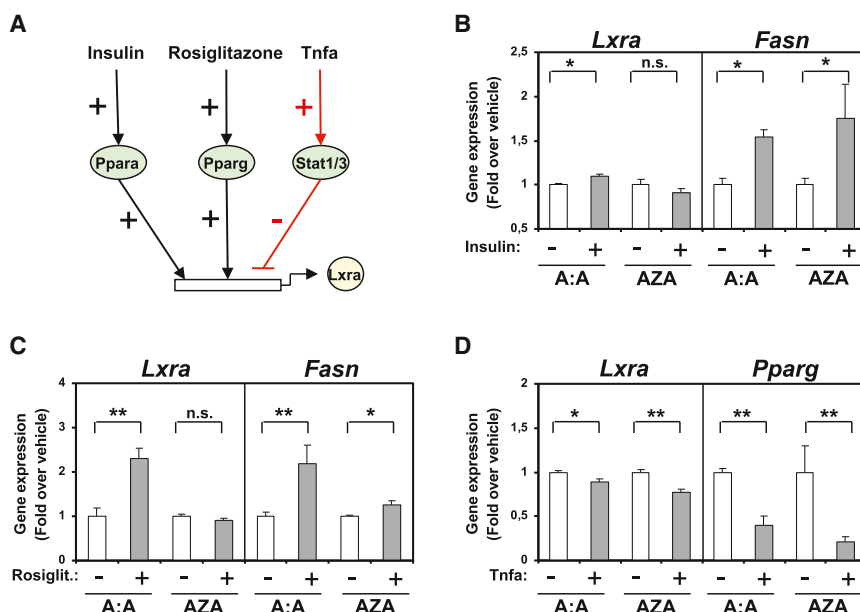 A
Insulin Rosiglitazone Tnfa
+ + +
Ppara Pparg Stat1/3
+ + -
Lxra
B
Lxra Fasn
Gene expression
(Fold over vehicle)
2,5
2
1,5
1
0,5
* n.s. * *
Insulin: - + - + - + - +
A:A AZA A:A AZA
C
Lxra Fasn
Gene expression
(Fold over vehicle)
4
3
2
1
0
** n.s. ** *
Rosiglit.: - + - + - + - +
A:A AZA A:A AZA
D
Lxra Pparg
Gene expression
(Fold over vehicle)
2
1,5
1
0,5
0
* ** ** **
Tnfa: - + - + - + - +
A:A AZA A:A AZA